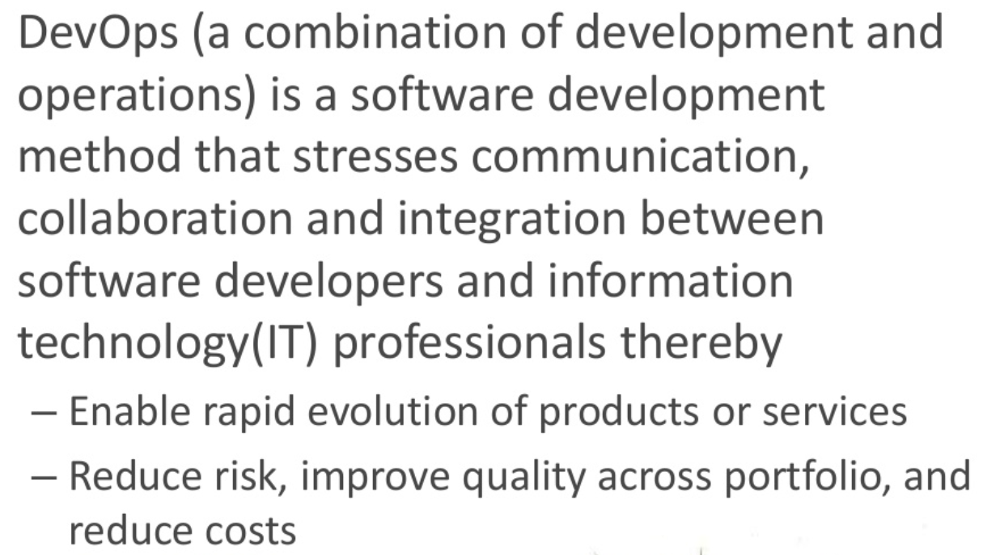 DevOps (a combination of development and
operations) is a software development
method that stresses communication,
collaboration and integration between
software developers and information
technology(IT) professionals thereby
– Enable rapid evolution of products or services
– Reduce risk, improve quality across portfolio, and
reduce costs